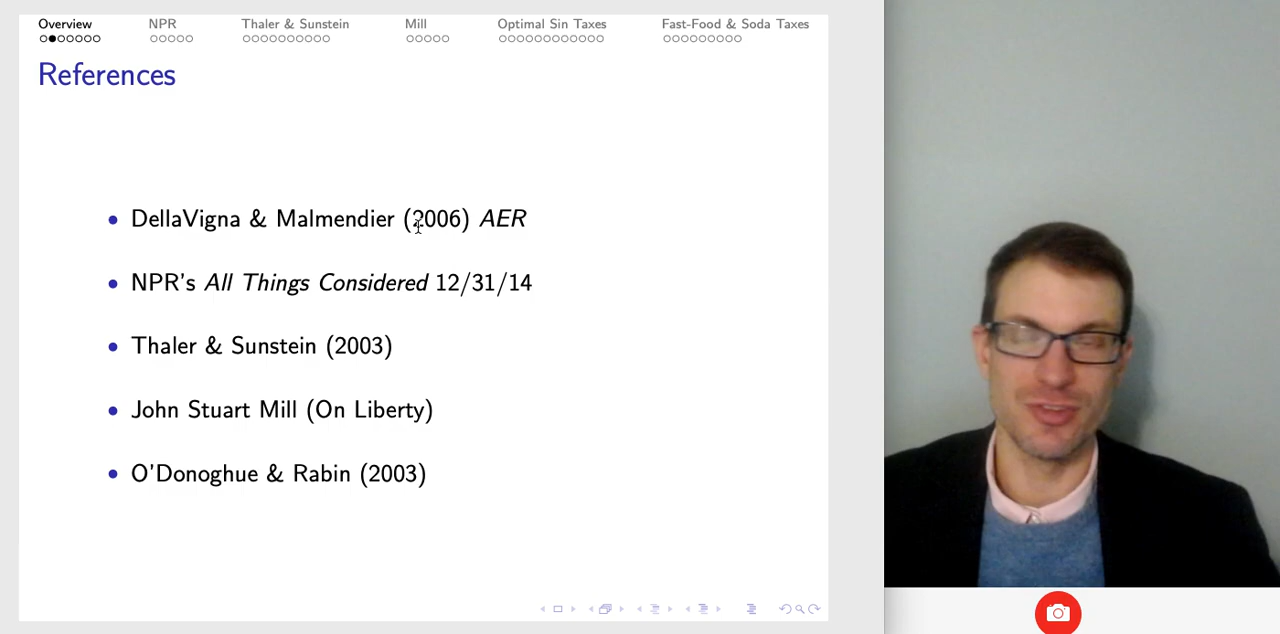 Overview NPR Thaler & Sunstein Mill Optimal Sin Taxes Fast-Food & Soda Taxes
References
• DellaVigna & Malmendier (2006) AER
• NPR's All Things Considered 12/31/14
• Thaler & Sunstein (2003)
• John Stuart Mill (On Liberty)
• O'Donoghue & Rabin (2003)